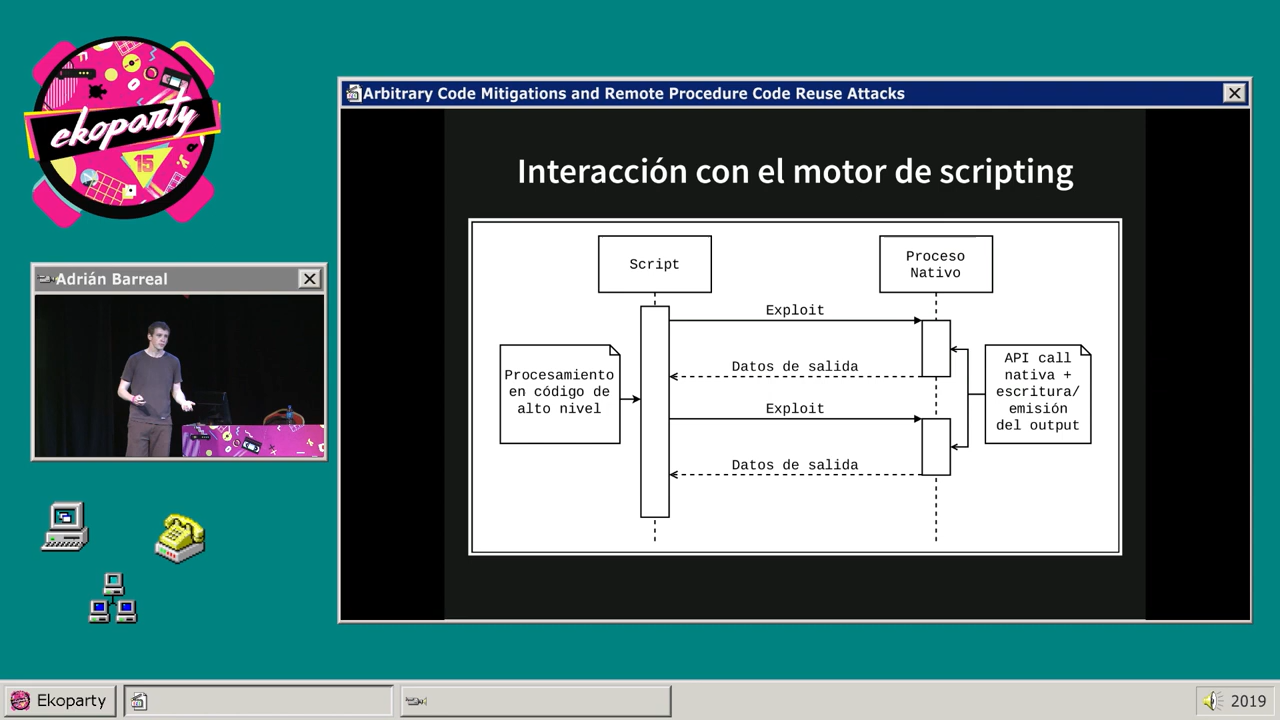 ekoparty
15
Arbitrary Code Mitigations and Remote Procedure Code Reuse Attacks
Adrián Barreal
Interacción con el motor de scripting
Script
Proceso
Nativo
Exploit
Datos de salida
Exploit
Datos de salida
Procesamiento
en código de
alto nivel
API call
nativa +
escritura/
emisión
del output
Ekoparty
2019